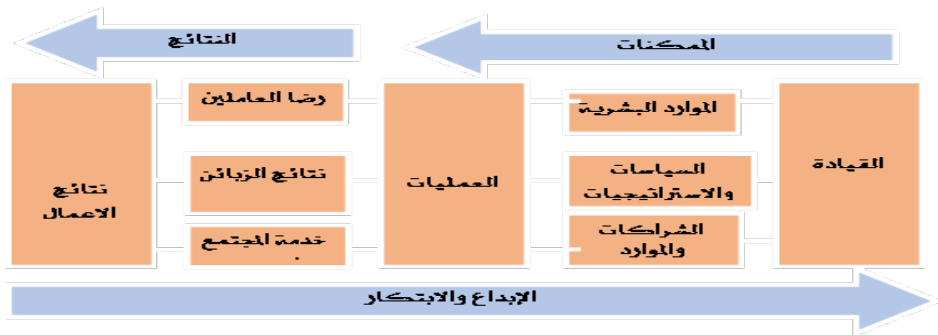 الممكنات
النتائج
القيادة
الموارد البشرية
السياسات
والاستراتيجيات
الشراكات
والموارد
العمليات
رضا العاملين
نتائج الزبائن
خدمة المجتمع
نتائج
الاعمال
الإبداع والابتكار